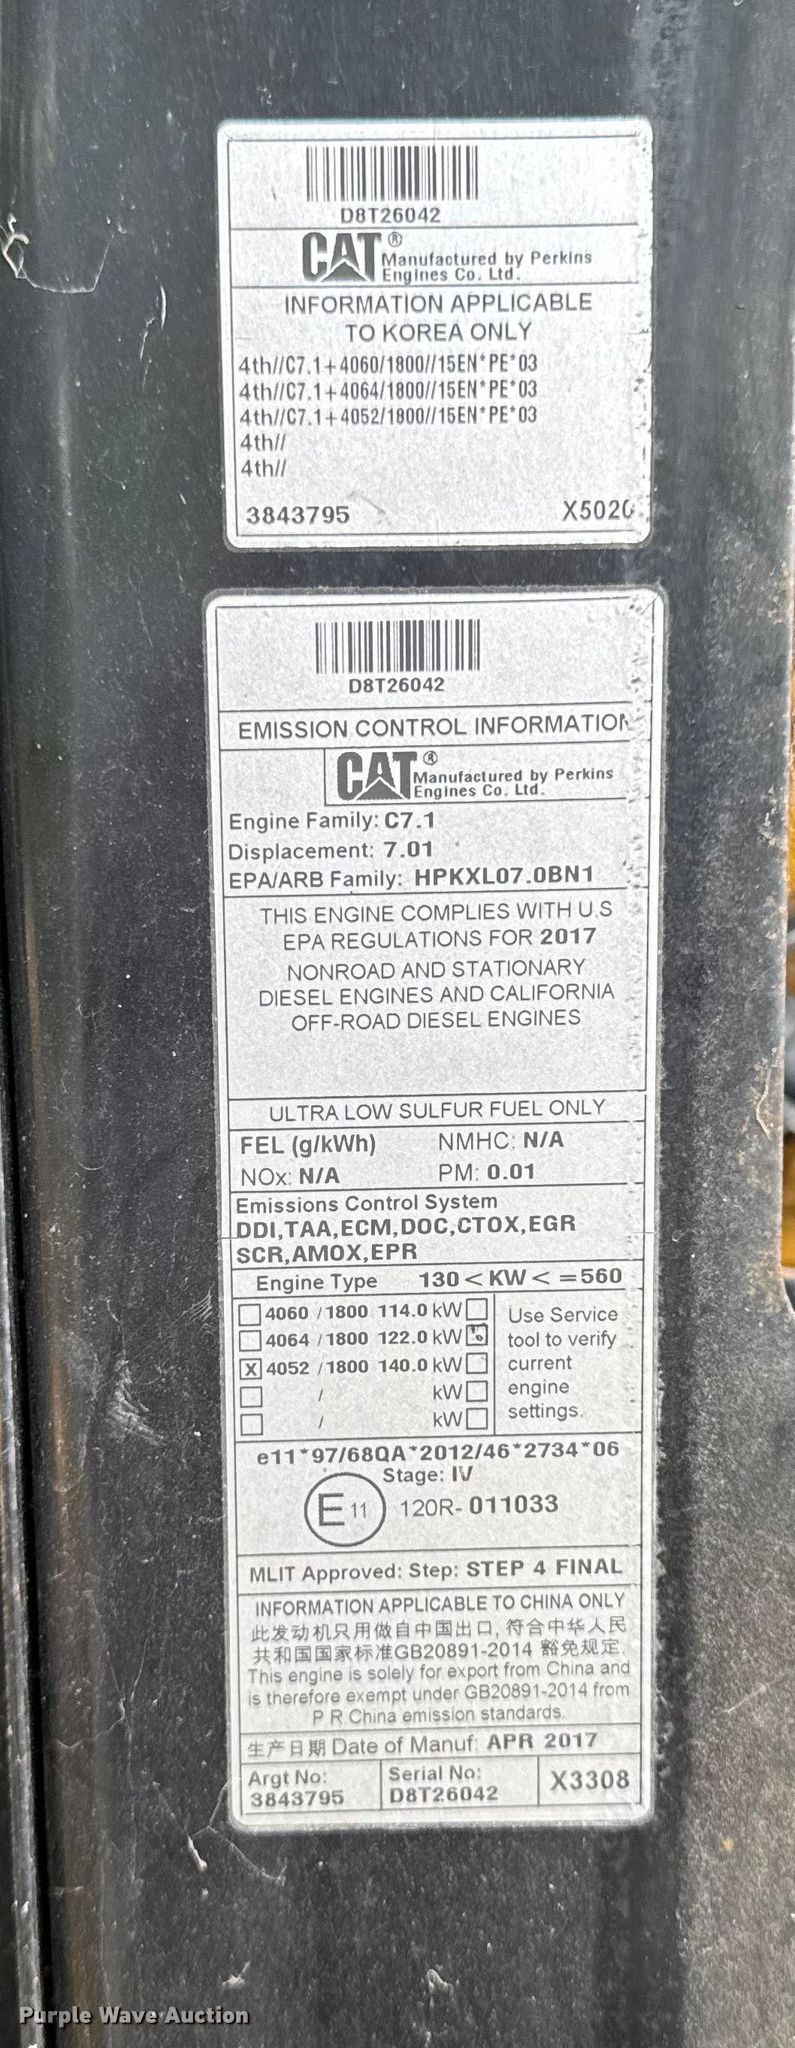 D8T26042
CAT® Manufactured by Perkins
Engines Co. Ltd.
INFORMATION APPLICABLE
TO KOREA ONLY
4th//C7.1+4060/1800//15EN*PE*03
4th//C7.1+4064/1800//15EN*PE*03
4th//C7.1+4052/1800//15EN*PE*03
4th//
4th//
3843795 X5020
D8T26042
EMISSION CONTROL INFORMATION
CAT® Manufactured by Perkins
Engines Co. Ltd.
Engine Family: C7.1
Displacement: 7.01
EPA/ARB Family: HPKXL07.0BN1
THIS ENGINE COMPLIES WITH U.S
EPA REGULATIONS FOR 2017
NONROAD AND STATIONARY
DIESEL ENGINES AND CALIFORNIA
OFF-ROAD DIESEL ENGINES
ULTRA LOW SULFUR FUEL ONLY
FEL (g/kWh) NMHC: N/A
NOx: N/A PM: 0.01
Emissions Control System
DDI,TAA,ECM,DOC,CTOX,EGR
SCR,AMOX,EPR
Engine Type 130<KW<=560
4060 /1800 114.0 kW
4064 /1800 122.0 kW
X 4052 /1800 140.0 kW
/ kW
/ kW
Use Service
tool to verify
current
engine
settings.
e11*97/68QA*2012/46*2734*06
Stage: IV
E 11 120R- 011033
MLIT Approved: Step: STEP 4 FINAL
INFORMATION APPLICABLE TO CHINA ONLY
此发动机只用做自中国出口, 符合中华人民
共和国国家标准GB20891-2014 豁免规定.
This engine is solely for export from China and
is therefore exempt under GB20891-2014 from
P R China emission standards.
生产日期 Date of Manuf: APR 2017
Argt No:
3843795
Serial No:
D8T26042
X3308
Purple Wave Auction